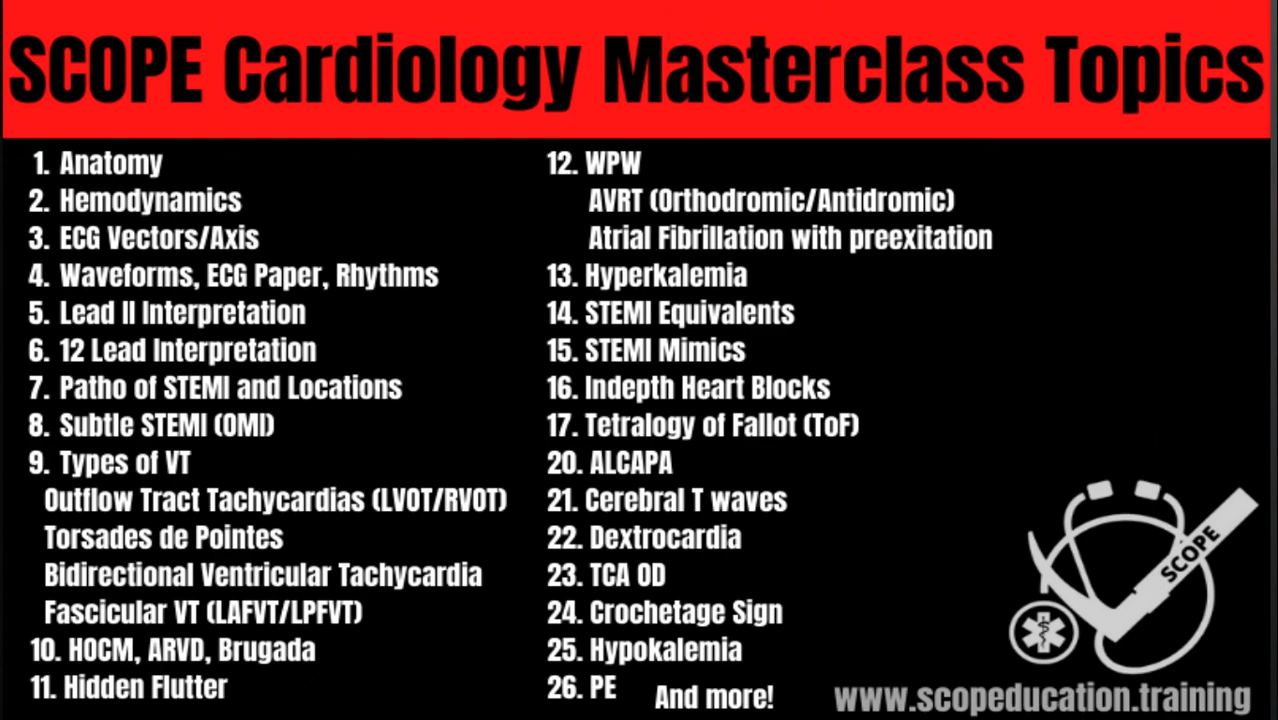 SCOPE Cardiology Masterclass Topics
1. Anatomy
2. Hemodynamics
3. ECG Vectors/Axis
4. Waveforms, ECG Paper, Rhythms
5. Lead II Interpretation
6. 12 Lead Interpretation
7. Patho of STEMI and Locations
8. Subtle STEMI (OMI)
9. Types of VT
Outflow Tract Tachycardias (LVOT/RVOT)
Torsades de Pointes
Bidirectional Ventricular Tachycardia
Fascicular VT (LAFVT/LPFVT)
10. HOCM, ARVD, Brugada
11. Hidden Flutter
12. WPW
AVRT (Orthodromic/Antidromic)
Atrial Fibrillation with preexitation
13. Hyperkalemia
14. STEMI Equivalents
15. STEMI Mimics
16. Indepth Heart Blocks
17. Tetralogy of Fallot (ToF)
20. ALCAPA
21. Cerebral T waves
22. Dextrocardia
23. TCA OD
24. Crochetage Sign
25. Hypokalemia
26. PE
And more!
SCOPE
www.scopeducation.training